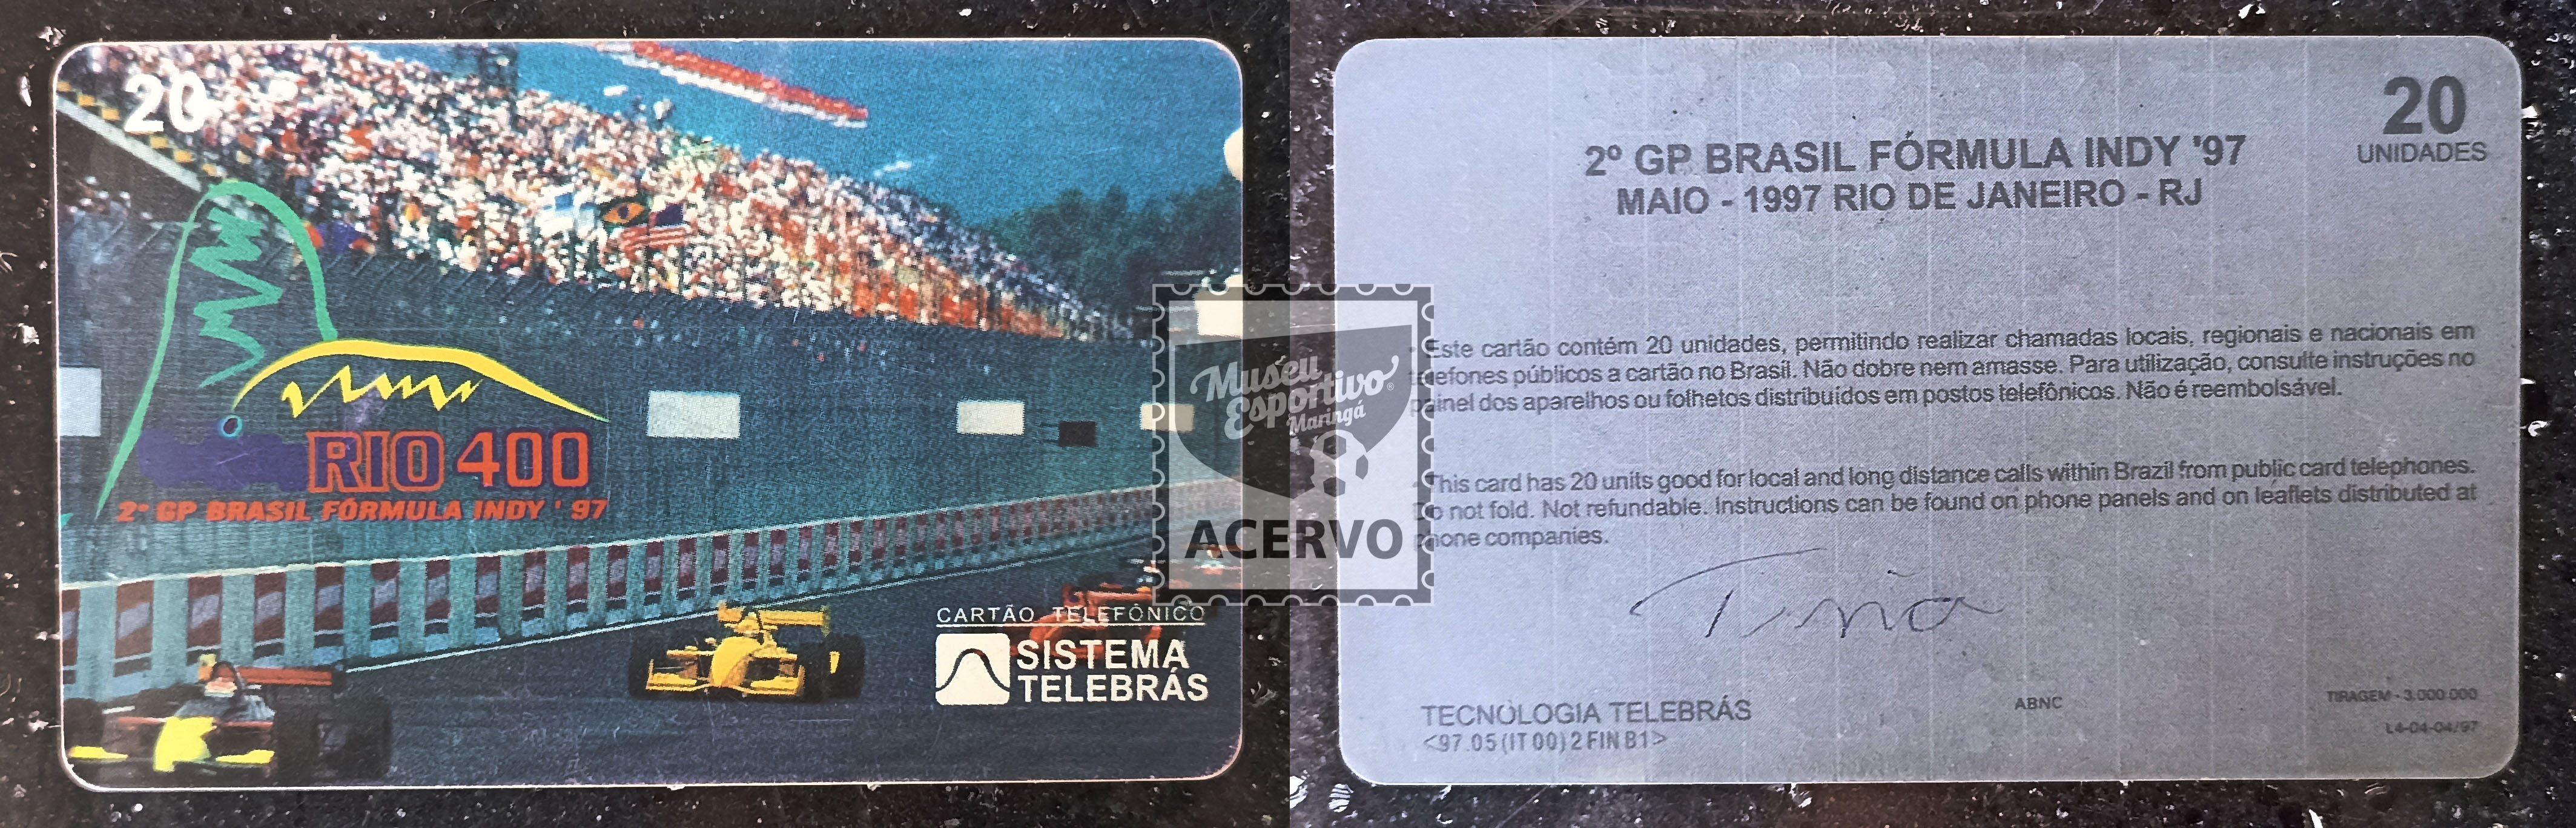 20
RIO 400
2º GP BRASIL FÓRMULA INDY ' 97
CARTÃO TELEFÔNICO
SISTEMA
TELEBRÁS
Museu
Esportivo
Maringá
ACERVO
20
UNIDADES
2º GP BRASIL FÓRMULA INDY '97
MAIO - 1997 RIO DE JANEIRO - RJ
Este cartão contém 20 unidades, permitindo realizar chamadas locais, regionais e nacionais em
telefones públicos a cartão no Brasil. Não dobre nem amasse. Para utilização, consulte instruções no
painel dos aparelhos ou folhetos distribuídos em postos telefônicos. Não é reembolsável.
This card has 20 units good for local and long distance calls within Brazil from public card telephones.
Do not fold. Not refundable. Instructions can be found on phone panels and on leaflets distributed at
phone companies.
TECNOLOGIA TELEBRÁS
<97.05 (IT 00) 2 FIN B1>
ABNC
TIRAGEM - 3.000.000
L4-04-04/97